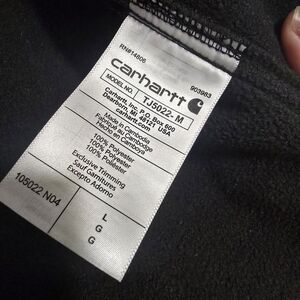 RN#14806
903983
carhartt
MODEL NO. TJ5022-M
Carhartt, Inc. P.O. Box 600
Dearborn, MI 48121 USA
carhartt.com
Made in Cambodia
Fabriqué au Cambodge
Hecho en Camboya
100% Polyester
100% Polyester
100% Poliéster
Exclusive Trimming
Sauf Garnitures
Excepto Adorno
105022 N04
L
G
G